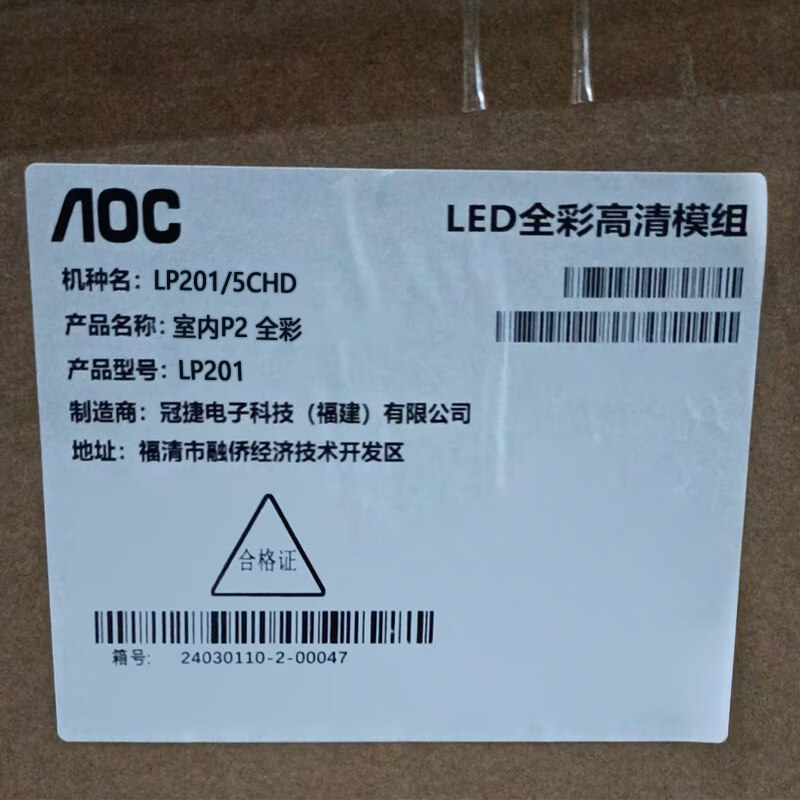 AOC
LED全彩高清模组
机种名：LP201/5CHD
产品名称：室内P2 全彩
产品型号：LP201
制造商：冠捷电子科技（福建）有限公司
地址：福清市融侨经济技术开发区
合格证
箱号： 24030110-2-00047